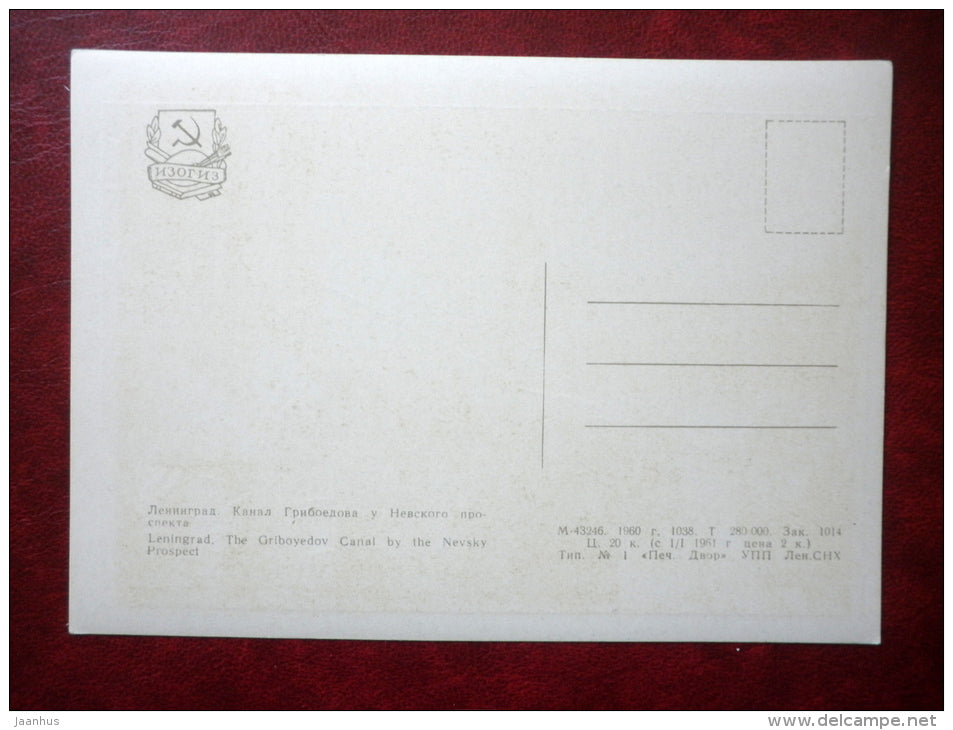 ИЗОГИЗ
Ленинград. Канал Грибоедова у Невского про-
спекта
Leningrad. The Griboyedov Canal by the Nevsky
Prospect
М-43246. 1960 г. 1038. Т 280 000. Зак. 1014
Ц. 20 к. (с 1/I 1961 г цена 2 к.)
Тип. № 1 «Печ. Двор» УПП Лен.СНХ
jaanhus
www.delcampe.net